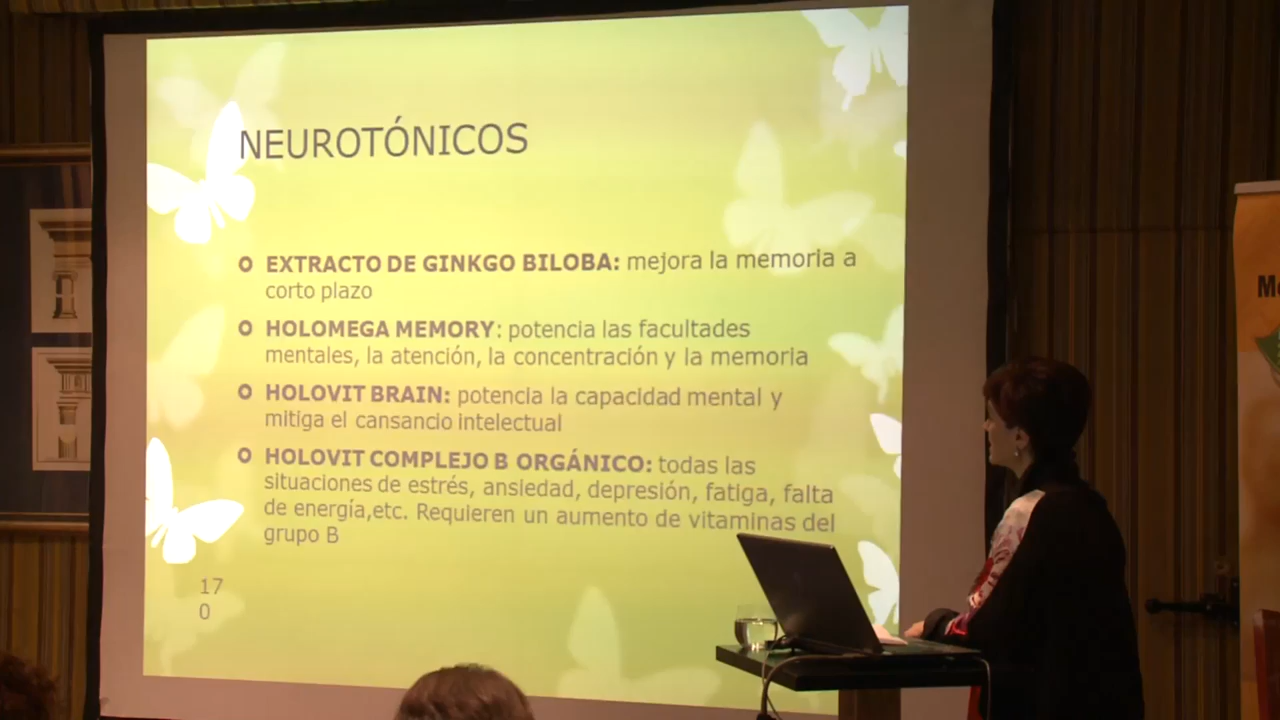 NEUROTÓNICOS
EXTRACTO DE GINKGO BILOBA: mejora la memoria a
corto plazo
HOLOMEGA MEMORY: potencia las facultades
mentales, la atención, la concentración y la memoria
HOLOVIT BRAIN: potencia la capacidad mental y
mitiga el cansancio intelectual
HOLOVIT COMPLEJO B ORGÁNICO: todas las
situaciones de estrés, ansiedad, depresión, fatiga, falta
de energía,etc. Requieren un aumento de vitaminas del
grupo B
17
0